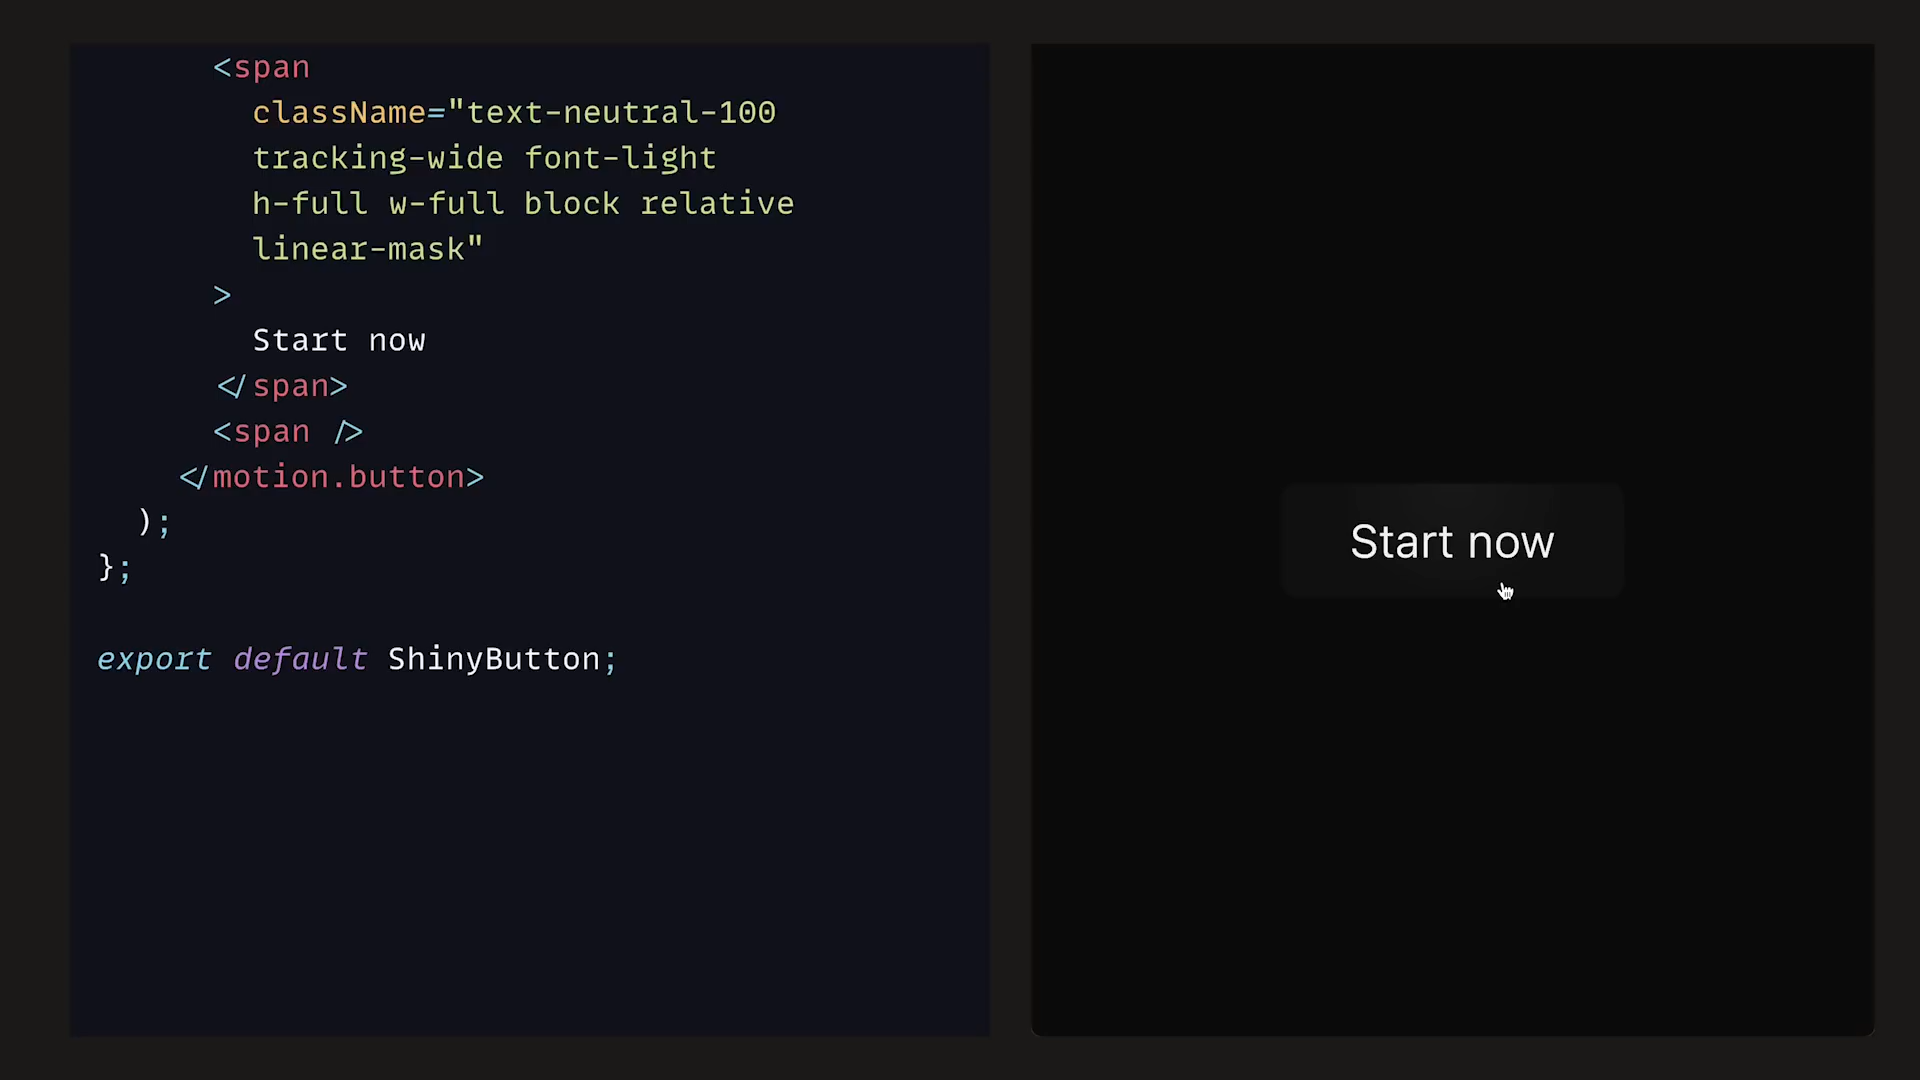 <span
className="text-neutral-100
tracking-wide font-light
h-full w-full block relative
linear-mask"
>
Start now
</span>
<span />
</motion.button>
);
};
export default ShinyButton;
Start now